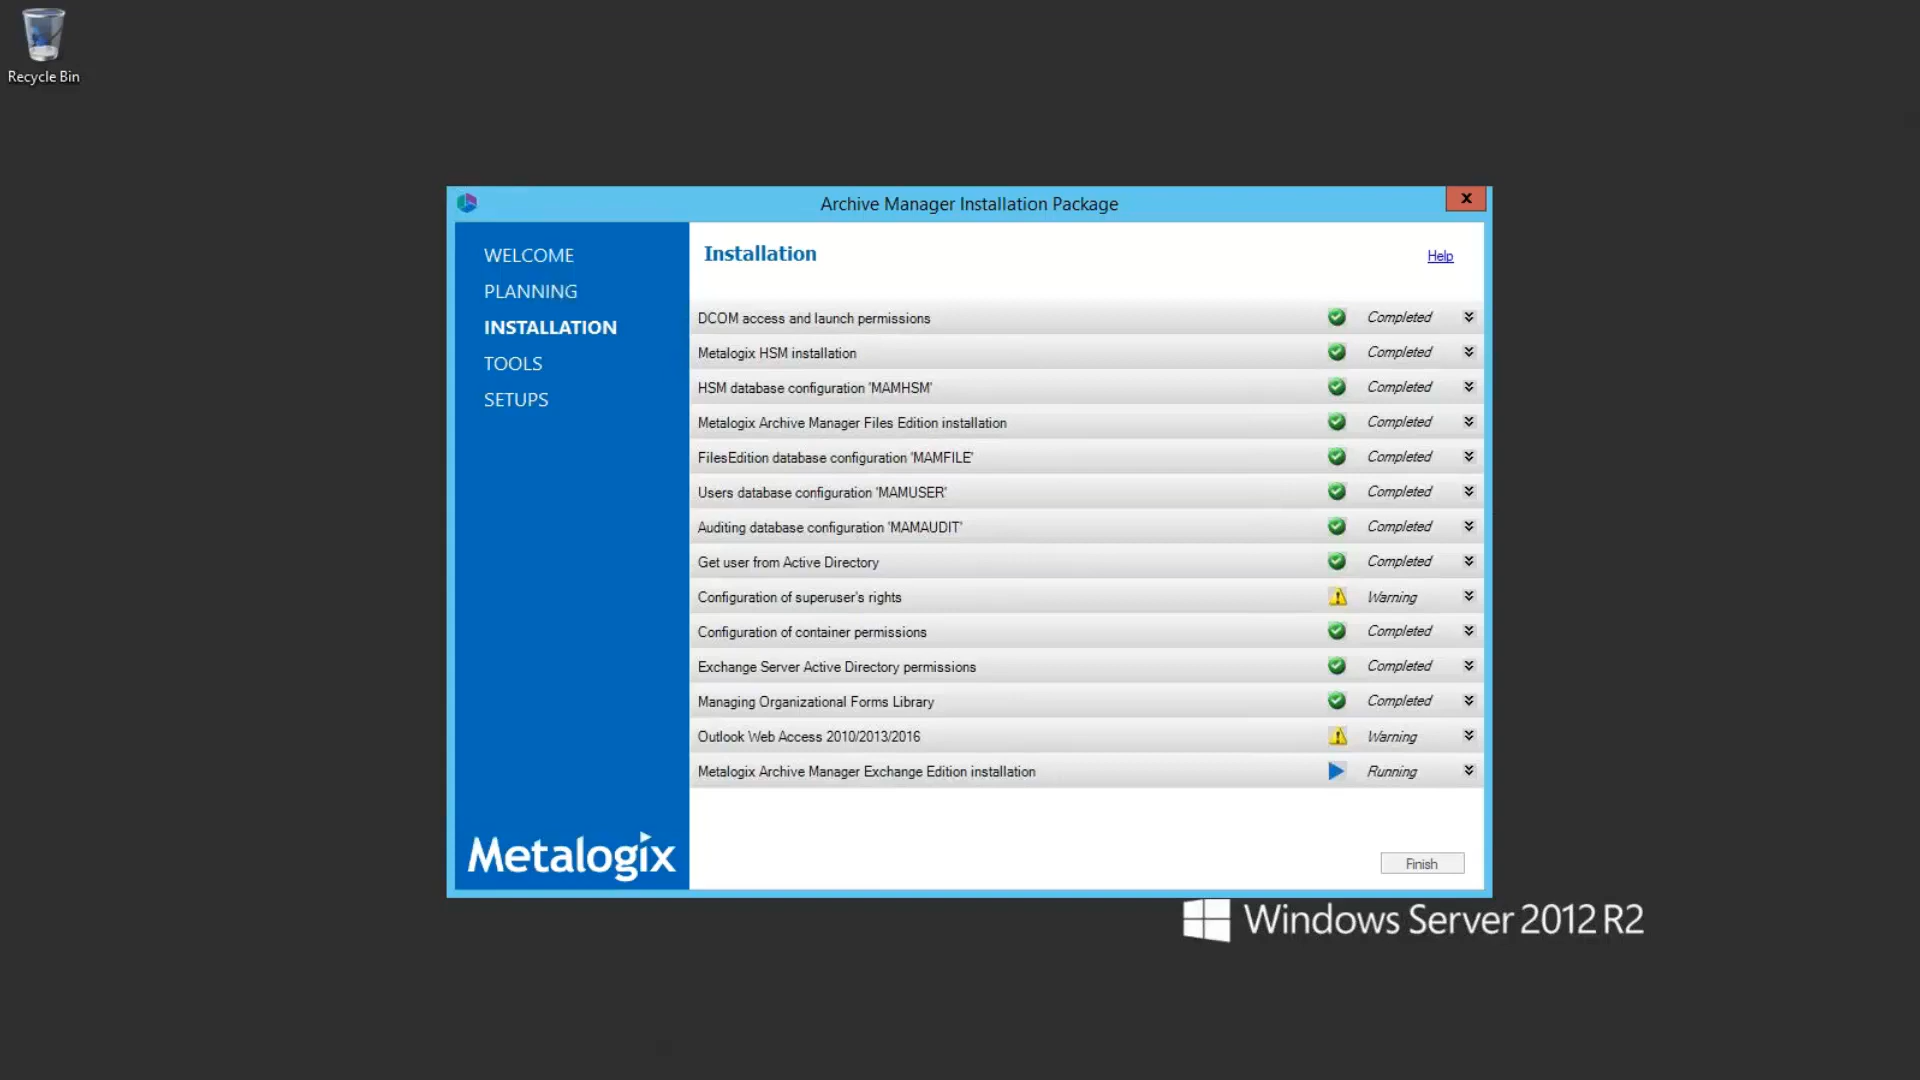 Recycle Bin
Archive Manager Installation Package
x
WELCOME
PLANNING
INSTALLATION
TOOLS
SETUPS
Metalogix
Installation
Help
DCOM access and launch permissions Completed
Metalogix HSM installation Completed
HSM database configuration 'MAMHSM' Completed
Metalogix Archive Manager Files Edition installation Completed
FilesEdition database configuration 'MAMFILE' Completed
Users database configuration 'MAMUSER' Completed
Auditing database configuration 'MAMAUDIT' Completed
Get user from Active Directory Completed
Configuration of superuser's rights Warning
Configuration of container permissions Completed
Exchange Server Active Directory permissions Completed
Managing Organizational Forms Library Completed
Outlook Web Access 2010/2013/2016 Warning
Metalogix Archive Manager Exchange Edition installation Running
Finish
Windows Server 2012 R2